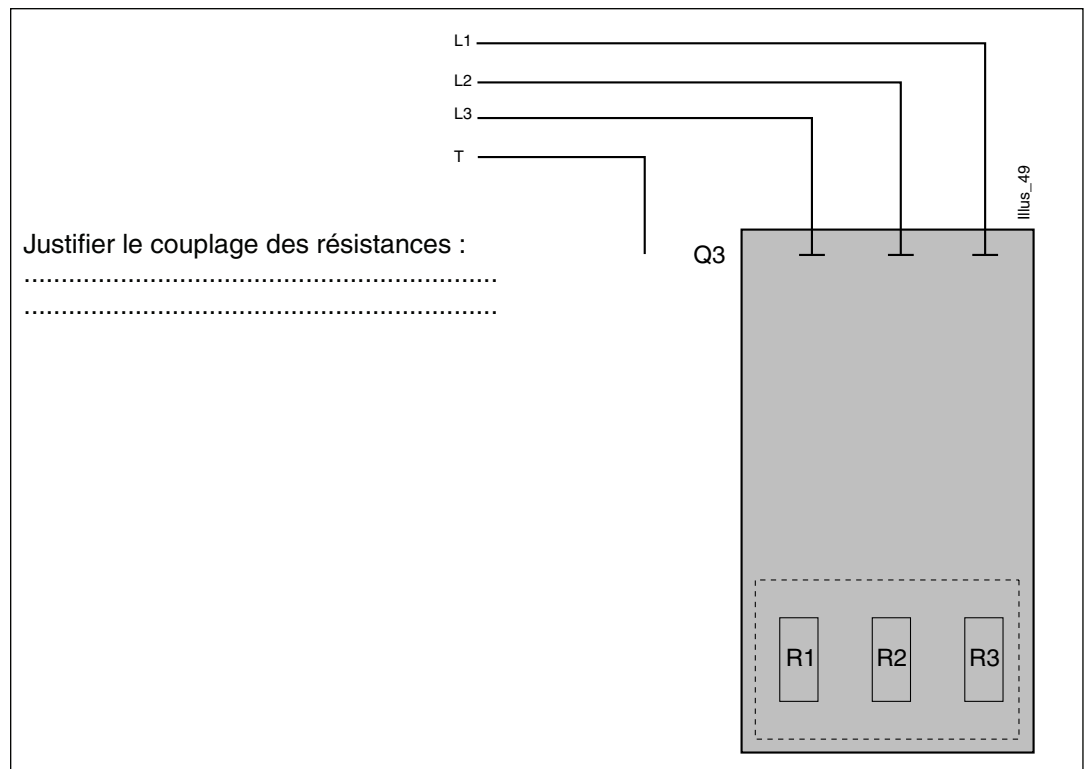 L1
L2
L3
T
Illus_49
Justifier le couplage des résistances :
Q3
................................................................
................................................................
R1 R2 R3